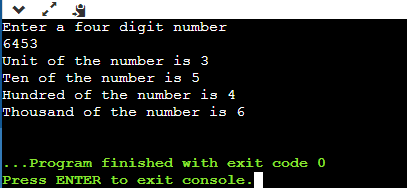 Enter a four digit number
6453
Unit of the number is 3
Ten of the number is 5
Hundred of the number is 4
Thousand of the number is 6
...Program finished with exit code 0
Press ENTER to exit console.